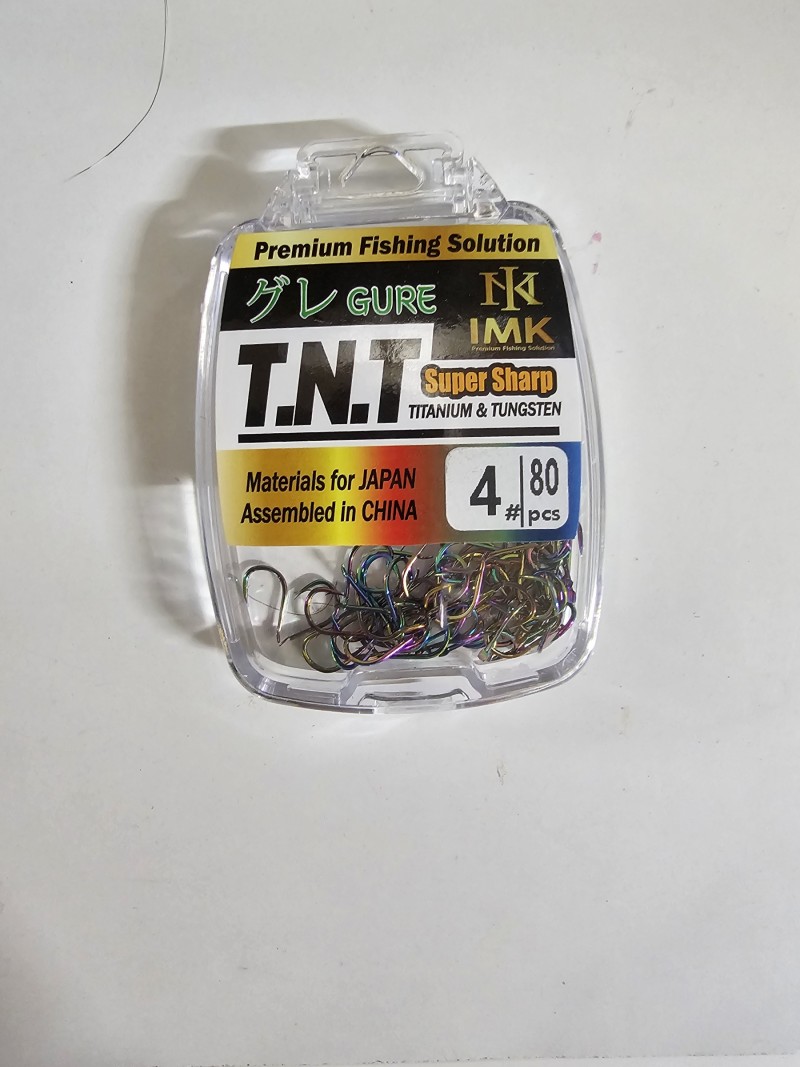 Premium Fishing Solution
グレ GURE
IMK
Premium Fishing Solution
T.N.T
Super Sharp
TITANIUM & TUNGSTEN
Materials for JAPAN
Assembled in CHINA
4#
80
pcs